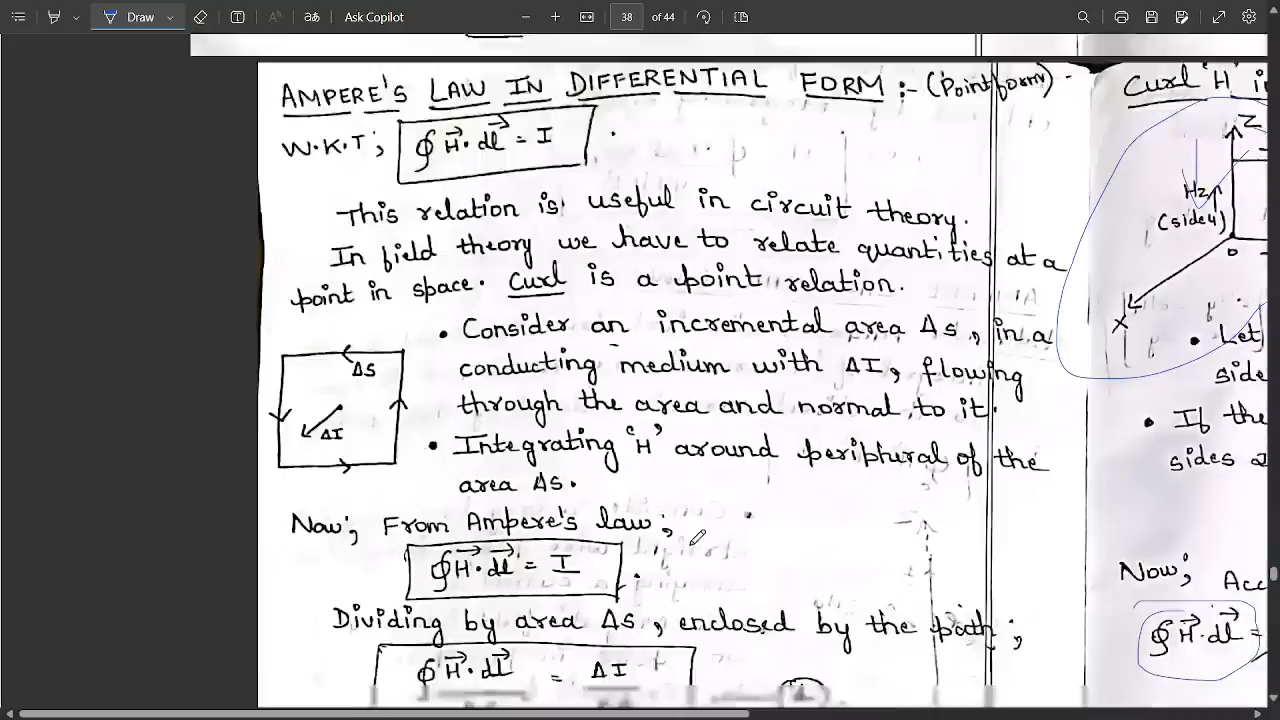 Draw
Ask Copilot
38 of 44
AMPERE'S LAW IN DIFFERENTIAL FORM :- (Point form) -
W.K.T; ∮ H⃗ · dl⃗ = I
This relation is useful in circuit theory.
In field theory we have to relate quantities at a
point in space. Curl is a point relation.
• Consider an incremental area Δs, in a
conducting medium with ΔI, flowing
through the area and normal to it.
• Integrating 'H' around periphural of the
area Δs.
ΔS
ΔI
Now; From Ampere's law;
∮ H⃗ · dl⃗ = I
Dividing by area Δs, enclosed by the path;
∮ H⃗ · dl⃗ = ΔI
Curl 'H' i
Z
Hz
(side 4)
0
X
• Let
side
• If the
sides
Now; Acc
∮ H⃗ · dl⃗ =